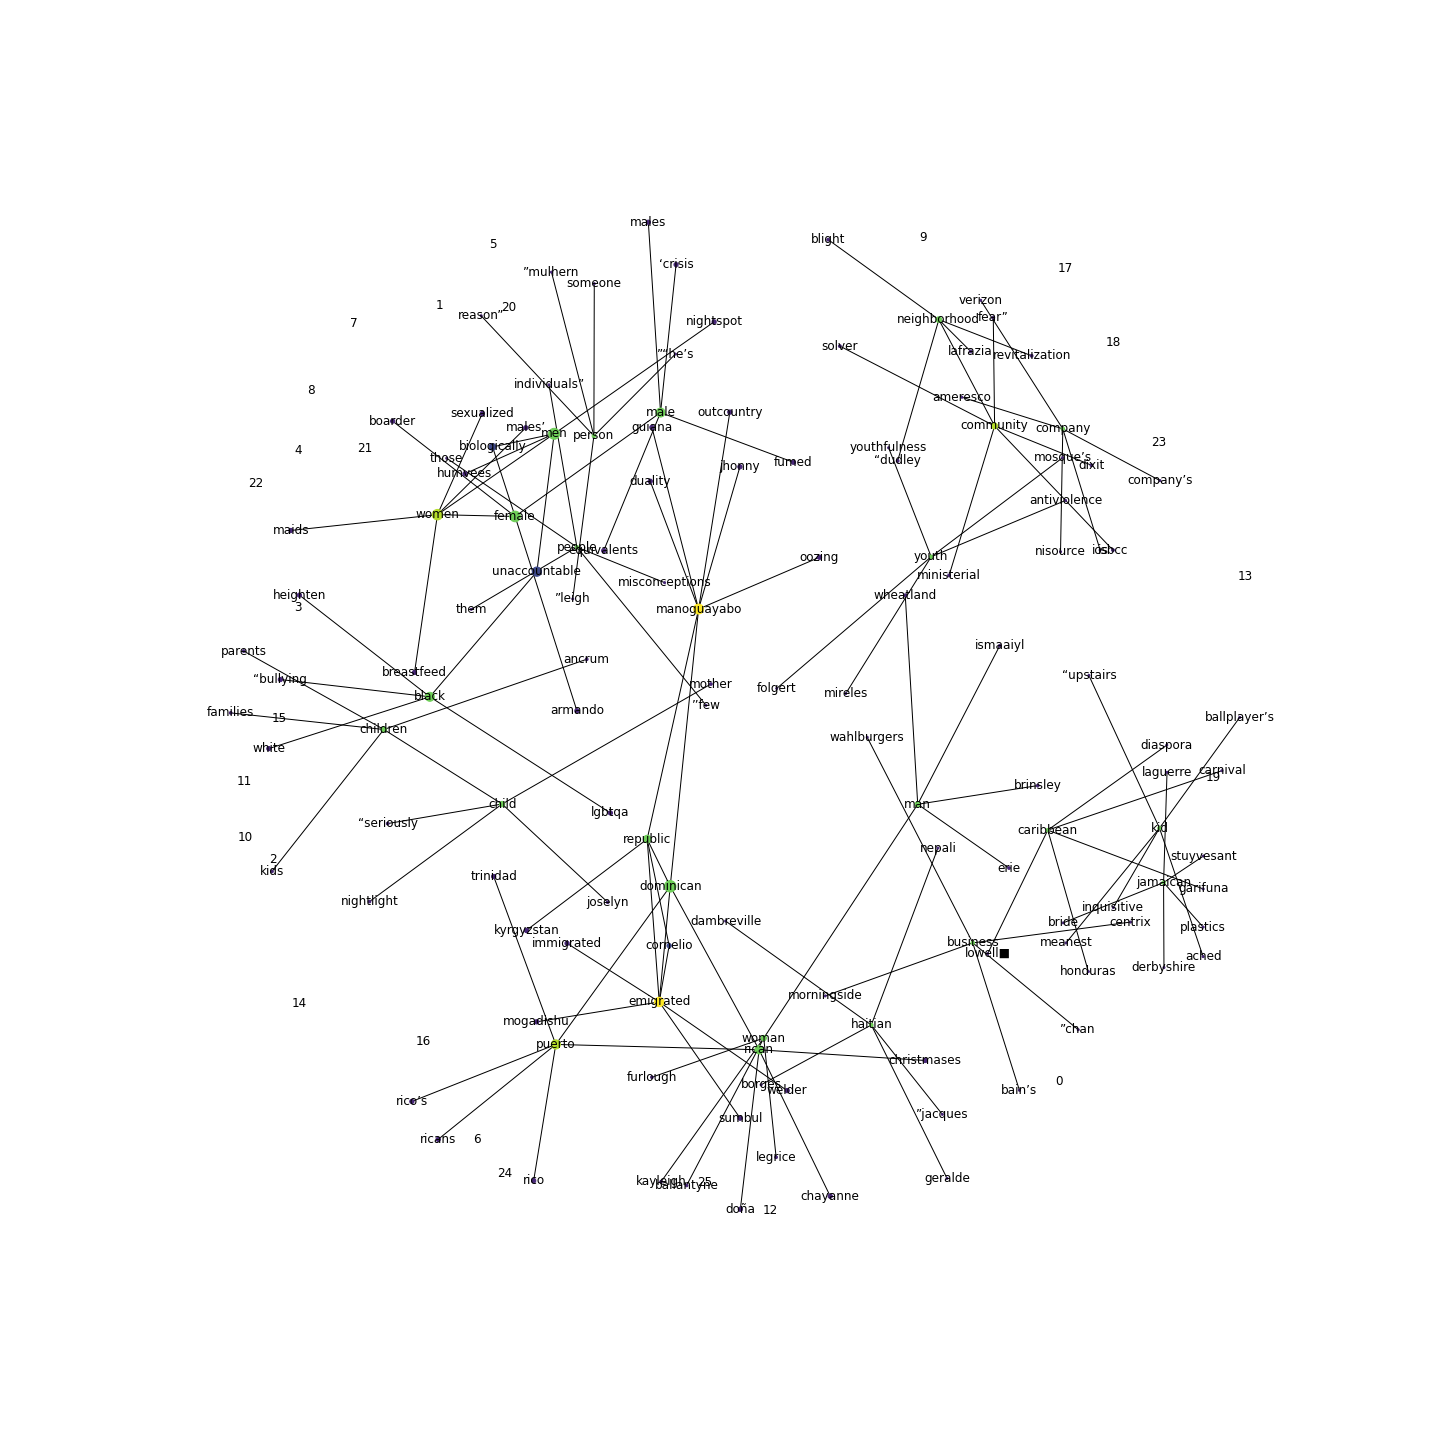 males
blight
9
5
‘crisis
17
”mulhern
someone
verizon
1
20
reason”
neighborhood
fear”
7
nightspot
solver
18
lafrazia
”“he’s
revitalization
individuals”
8
ameresco
sexualized
male
outcountry
boarder
males’
guiana
community
company
men
person
23
4
21
biologically
youthfulness
those
mosque’s
“dudley
fumed
jhonny
dixit
humvees
22
duality
company’s
antiviolence
women
female
maids
people
equivalents
oozing
youth
nisource
iosbcc
unaccountable
misconceptions
ministerial
13
heighten
”leigh
wheatland
3
them
manoguayabo
parents
ismaaiyl
ancrum
breastfeed
“upstairs
“bullying
mother
folgert
mireles
black
”few
families
armando
15
ballplayer’s
children
white
wahlburgers
diaspora
laguerre
carnival
11
19
brinsley
child
man
lgbtqa
“seriously
kid
caribbean
10
republic
nepali
2
stuyvesant
kids
trinidad
erie
jamaican
dominican
garifuna
nightlight
joselyn
inquisitive
dambreville
bride
centrix
kyrgyzstan
plastics
immigrated
cornelio
business
meanest
lowell■
ached
honduras
derbyshire
morningside
14
emigrated
mogadishu
haitian
”chan
16
puerto
woman
rican
christmases
furlough
0
borges
welder
bain’s
rico’s
sumbul
”jacques
ricans
6
legrice
24
rico
kayleigh
25
geralde
ballantyne
chayanne
doña
12